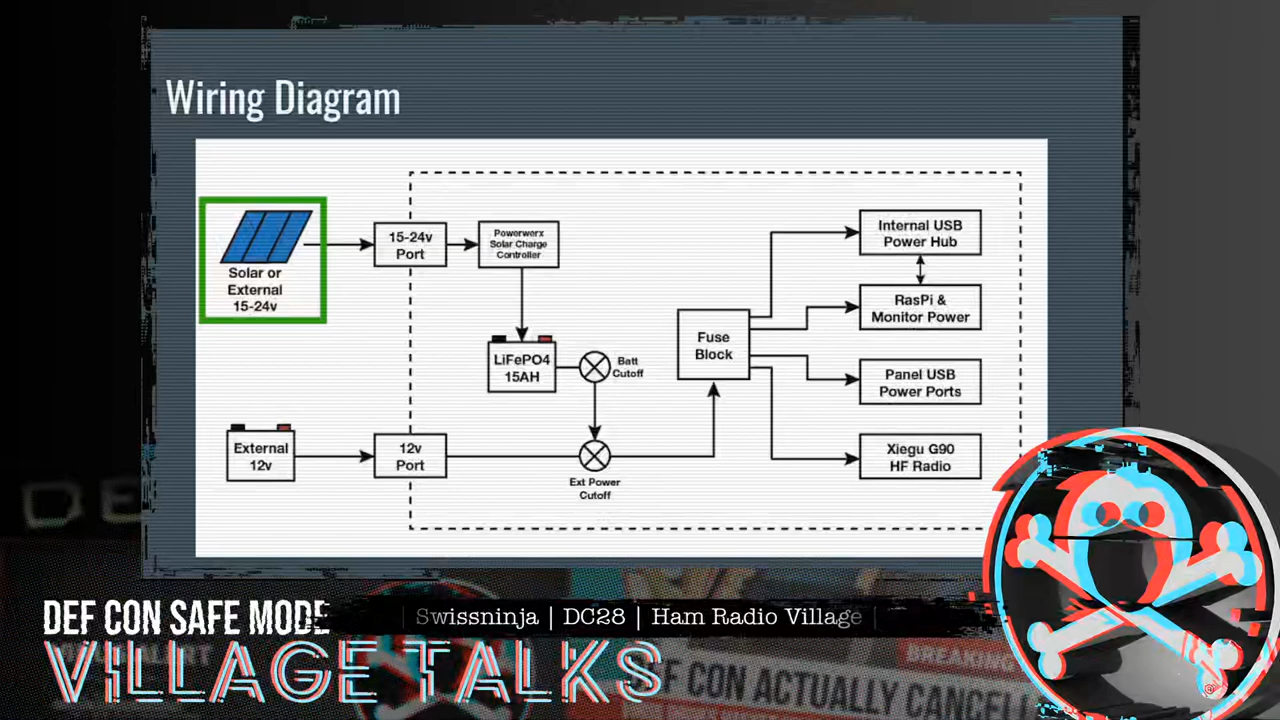 Wiring Diagram
Solar or
External
15-24v
15-24v
Port
Powerwerx
Solar Charge
Controller
LiFePO4
15AH
Batt
Cutoff
External
12v
12v
Port
Ext Power
Cutoff
Fuse
Block
Internal USB
Power Hub
RasPi &
Monitor Power
Panel USB
Power Ports
Xiegu G90
HF Radio
DEF CON SAFE MODE
| Swissninja | DC28 | Ham Radio Village |
VILLAGE TALKS
DEF CON ACTUALLY